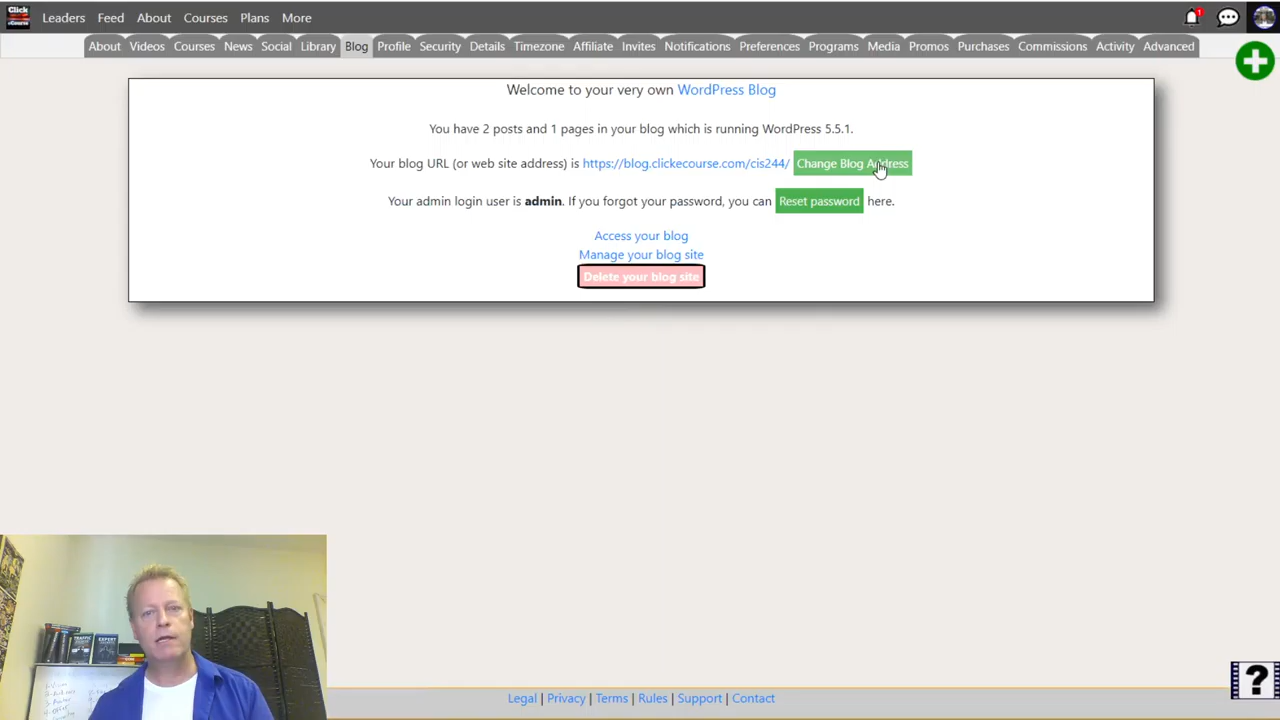 Click
eCourse
Leaders Feed About Courses Plans More
1
About Videos Courses News Social Library Blog Profile Security Details Timezone Affiliate Invites Notifications Preferences Programs Media Promos Purchases Commissions Activity Advanced
Welcome to your very own WordPress Blog
You have 2 posts and 1 pages in your blog which is running WordPress 5.5.1.
Your blog URL (or web site address) is https://blog.clickecourse.com/cis244/ Change Blog Address
Your admin login user is admin. If you forgot your password, you can Reset password here.
Access your blog
Manage your blog site
Delete your blog site
TRAFFIC
EXPERT
?
Legal | Privacy | Terms | Rules | Support | Contact